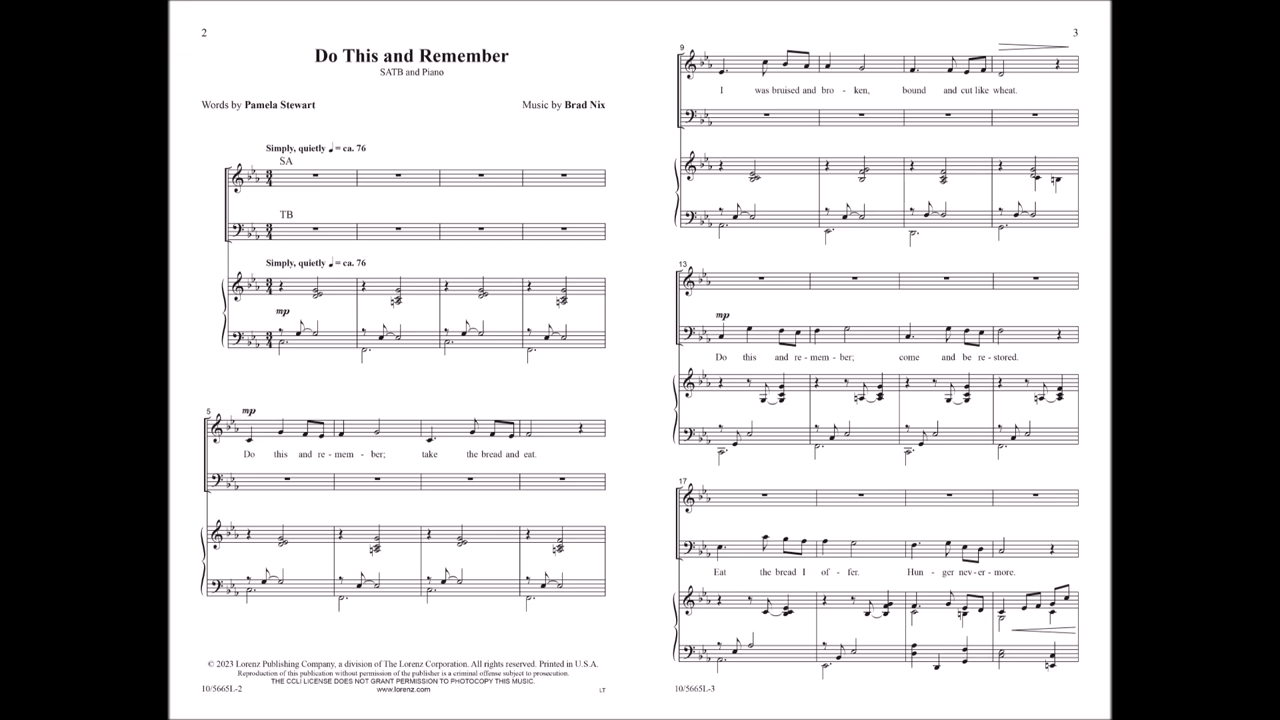 2
Do This and Remember
SATB and Piano
Words by Pamela Stewart
Music by Brad Nix
Simply, quietly ♩ = ca. 76
SA
TB
Simply, quietly ♩ = ca. 76
mp
5
mp
Do this and re - mem - ber; take the bread and eat.
© 2023 Lorenz Publishing Company, a division of The Lorenz Corporation. All rights reserved. Printed in U.S.A.
Reproduction of this publication without permission of the publisher is a criminal offense subject to prosecution.
THE CCLI LICENSE DOES NOT GRANT PERMISSION TO PHOTOCOPY THIS MUSIC.
www.lorenz.com
10/5665L-2
LT
3
9
I was bruised and bro - ken, bound and cut like wheat.
13
mp
Do this and re - mem - ber; come and be re - stored.
17
Eat the bread I of - fer. Hun - ger nev - er - more.
10/5665L-3